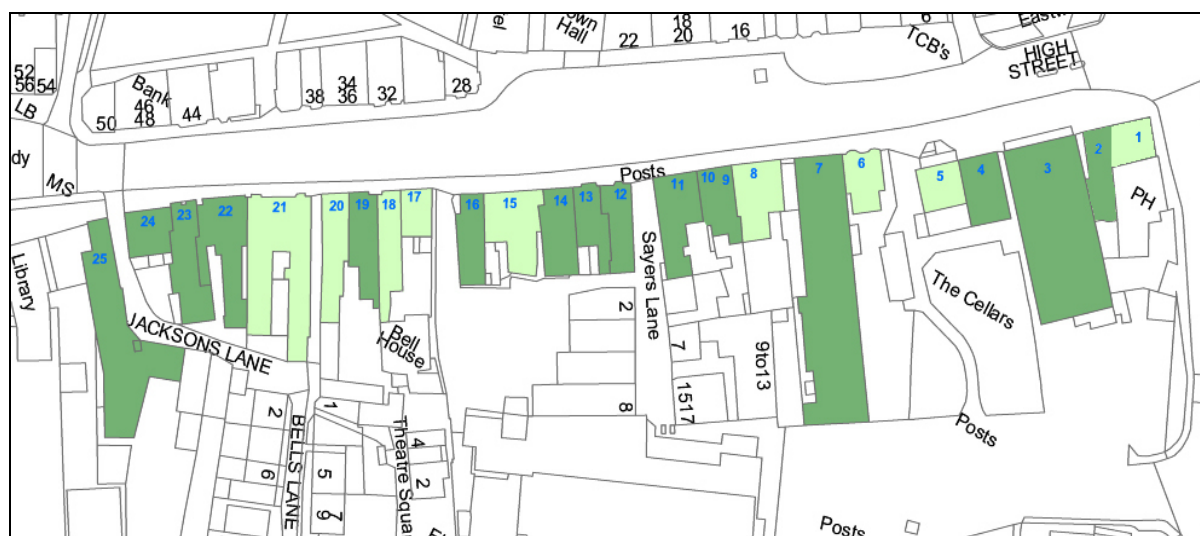 own
Hall
22
18
20
16
6
TCB's
HIGH
STREET
52
56 54
LB
dy
MS
50
Bank
46
48
44
38
34
36
32
28
Posts
1
2
3
4
5
6
7
8
9
10
11
12
13
14
15
16
17
18
19
20
21
22
23
24
25
PH
Library
JACKSONS LANE
Bell
House
Sayers Lane
The Cellars
2
8
7
1517
9to13
Posts
BELLS LANE
2
6
1
5
7
9
Theatre Squa
4
2
Posts